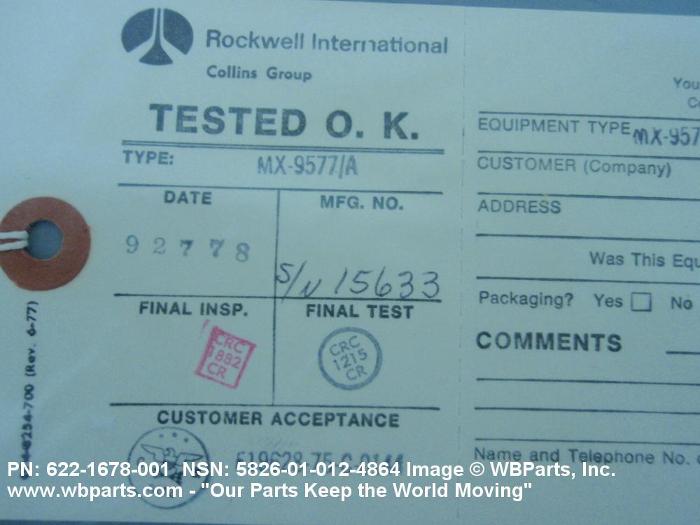 Rockwell International
Collins Group
TESTED O. K.
TYPE: MX-9577/A
DATE
92778
MFG. NO.
S/N 15633
FINAL INSP.
CRC
1882
CR
FINAL TEST
CRC
1215
CR
CUSTOMER ACCEPTANCE
(Rev. 6-77)
You
EQUIPMENT TYPE MX-957
CUSTOMER (Company)
ADDRESS
Was This Equ
Packaging? Yes No
COMMENTS
Name and Telephone No.
PN: 622-1678-001 NSN: 5826-01-012-4864 Image © WBParts, Inc.
www.wbparts.com - "Our Parts Keep the World Moving"